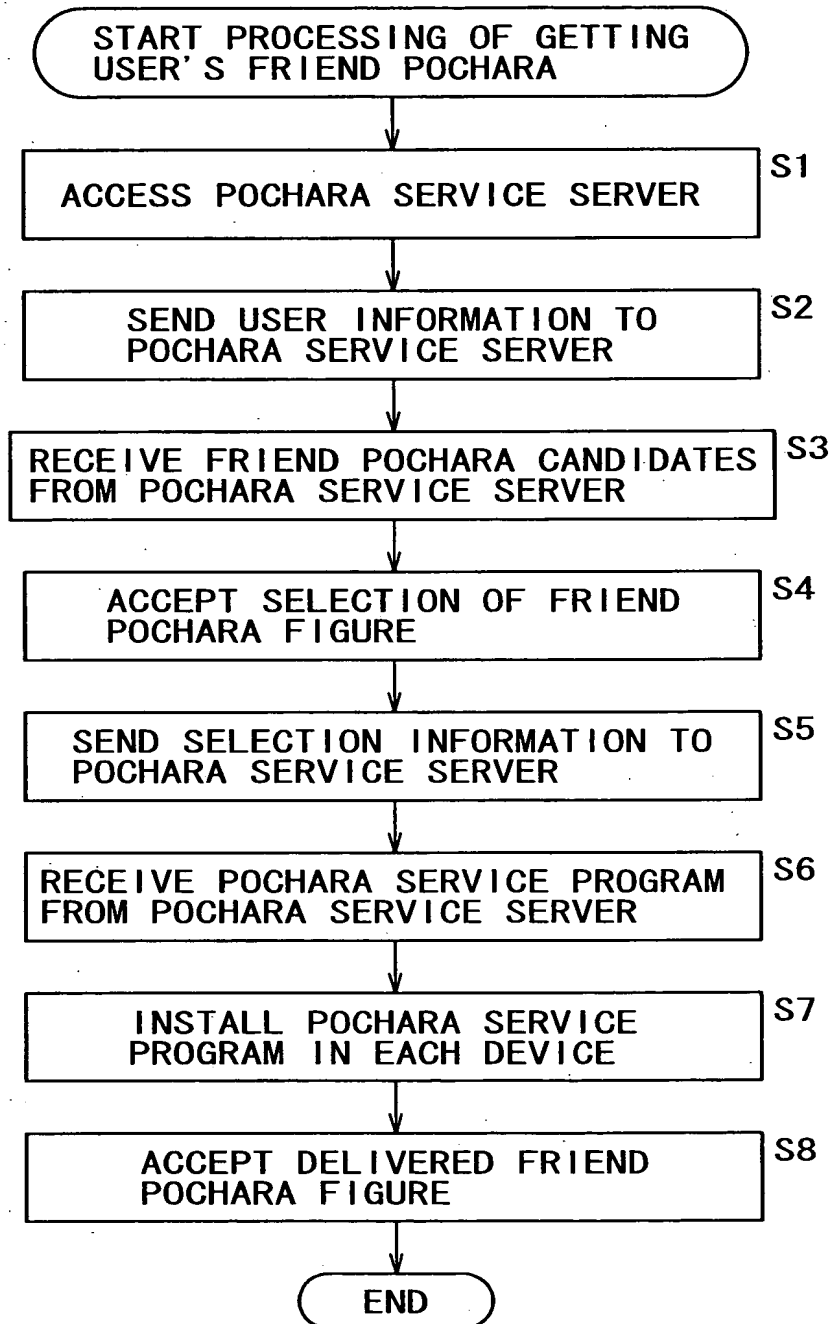 START PROCESSING OF GETTING
USER'S FRIEND POCHARA
S1
ACCESS POCHARA SERVICE SERVER
S2
SEND USER INFORMATION TO
POCHARA SERVICE SERVER
S3
RECEIVE FRIEND POCHARA CANDIDATES
FROM POCHARA SERVICE SERVER
S4
ACCEPT SELECTION OF FRIEND
POCHARA FIGURE
S5
SEND SELECTION INFORMATION TO
POCHARA SERVICE SERVER
S6
RECEIVE POCHARA SERVICE PROGRAM
FROM POCHARA SERVICE SERVER
S7
INSTALL POCHARA SERVICE
PROGRAM IN EACH DEVICE
S8
ACCEPT DELIVERED FRIEND
POCHARA FIGURE
END